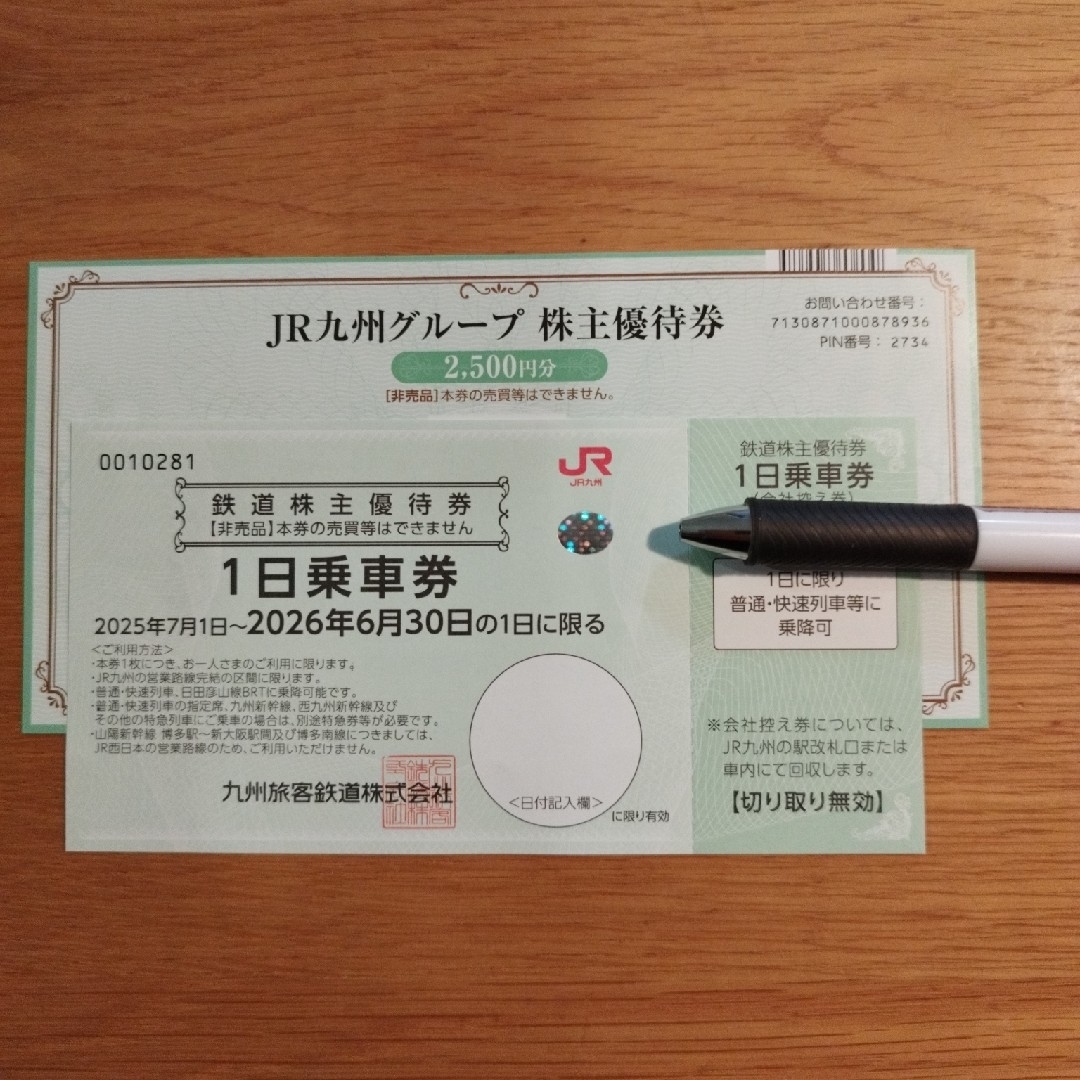 お問い合わせ番号:
7130871000878936
PIN番号: 2734
JR九州グループ 株主優待券
2,500円分
[非売品]本券の売買等はできません。
0010281
JR
JR九州
鉄道株主優待券
【非売品】本券の売買等はできません
1日乗車券
2025年7月1日~2026年6月30日の1日に限る
<ご利用方法>
・本券1枚につき、お一人さまのご利用に限ります。
・JR九州の営業路線完結の区間に限ります。
・普通・快速列車、日田彦山線BRTに乗降可能です。
・普通・快速列車の指定席、九州新幹線、西九州新幹線及び
その他の特急列車にご乗車の場合は、別途特急券等が必要です。
・山陽新幹線 博多駅~新大阪駅間及び博多南線につきましては、
JR西日本の営業路線のため、ご利用いただけません。
九州旅客鉄道株式会社
<日付記入欄>
に限り有効
鉄道株主優待券
1日乗車券
(会社控え券)
1日に限り
普通・快速列車等に
乗降可
※会社控え券については、
JR九州の駅改札口または
車内にて回収します。
【切り取り無効】